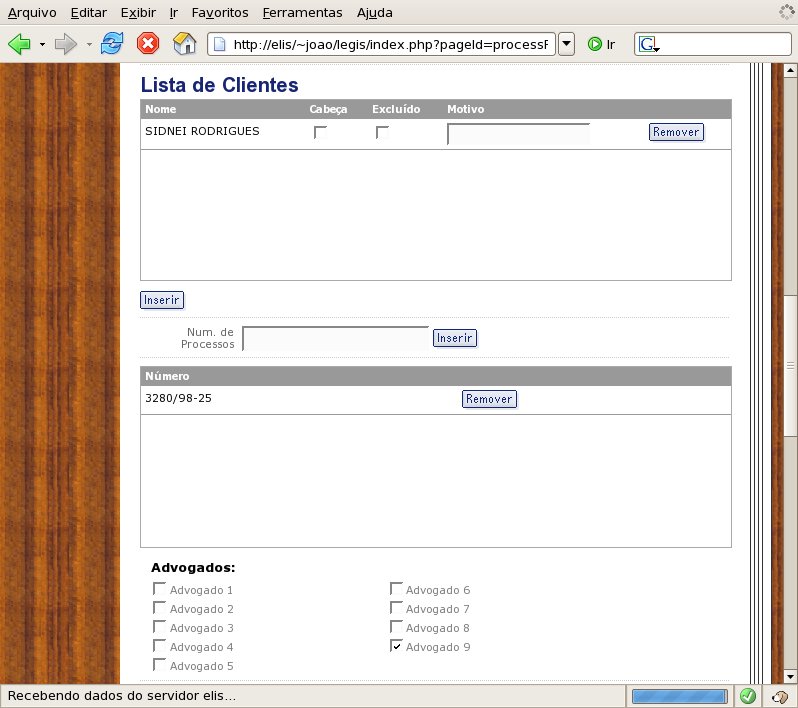 Arquivo Editar Exibir Ir Favoritos Ferramentas Ajuda
http://elis/~joao/legis/index.php?pageId=processF Ir G
Lista de Clientes
Nome Cabeça Excluído Motivo
SIDNEI RODRIGUES Remover
Inserir
Num. de
Processos Inserir
Número
3280/98-25 Remover
Advogados:
Advogado 1 Advogado 6
Advogado 2 Advogado 7
Advogado 3 Advogado 8
Advogado 4 Advogado 9
Advogado 5
Recebendo dados do servidor elis...